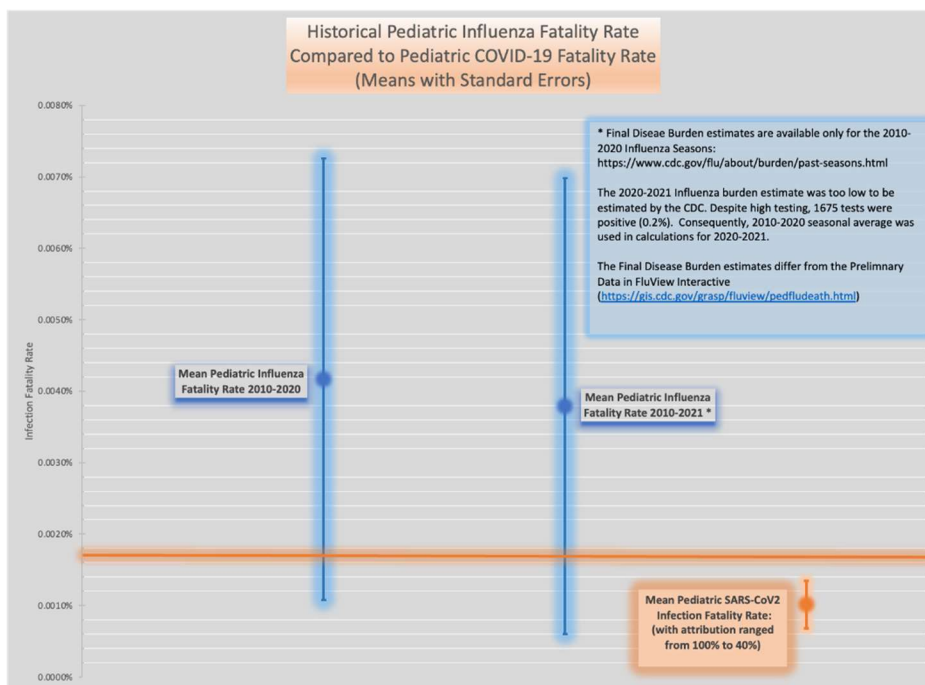 Historical Pediatric Influenza Fatality Rate
Compared to Pediatric COVID-19 Fatality Rate
(Means with Standard Errors)
0.0080%
0.0070%
0.0060%
0.0050%
0.0040%
0.0030%
0.0020%
0.0010%
0.0000%
Infection Fatality Rate
* Final Diseae Burden estimates are available only for the 2010-
2020 Influenza Seasons:
https://www.cdc.gov/flu/about/burden/past-seasons.html
The 2020-2021 Influenza burden estimate was too low to be
estimated by the CDC. Despite high testing, 1675 tests were
positive (0.2%). Consequently, 2010-2020 seasonal average was
used in calculations for 2020-2021.
The Final Disease Burden estimates differ from the Prelimnary
Data in FluView Interactive
(https://gis.cdc.gov/grasp/fluview/pedfludeath.html)
Mean Pediatric Influenza
Fatality Rate 2010-2020
Mean Pediatric Influenza
Fatality Rate 2010-2021 *
Mean Pediatric SARS-CoV2
Infection Fatality Rate:
(with attribution ranged
from 100% to 40%)